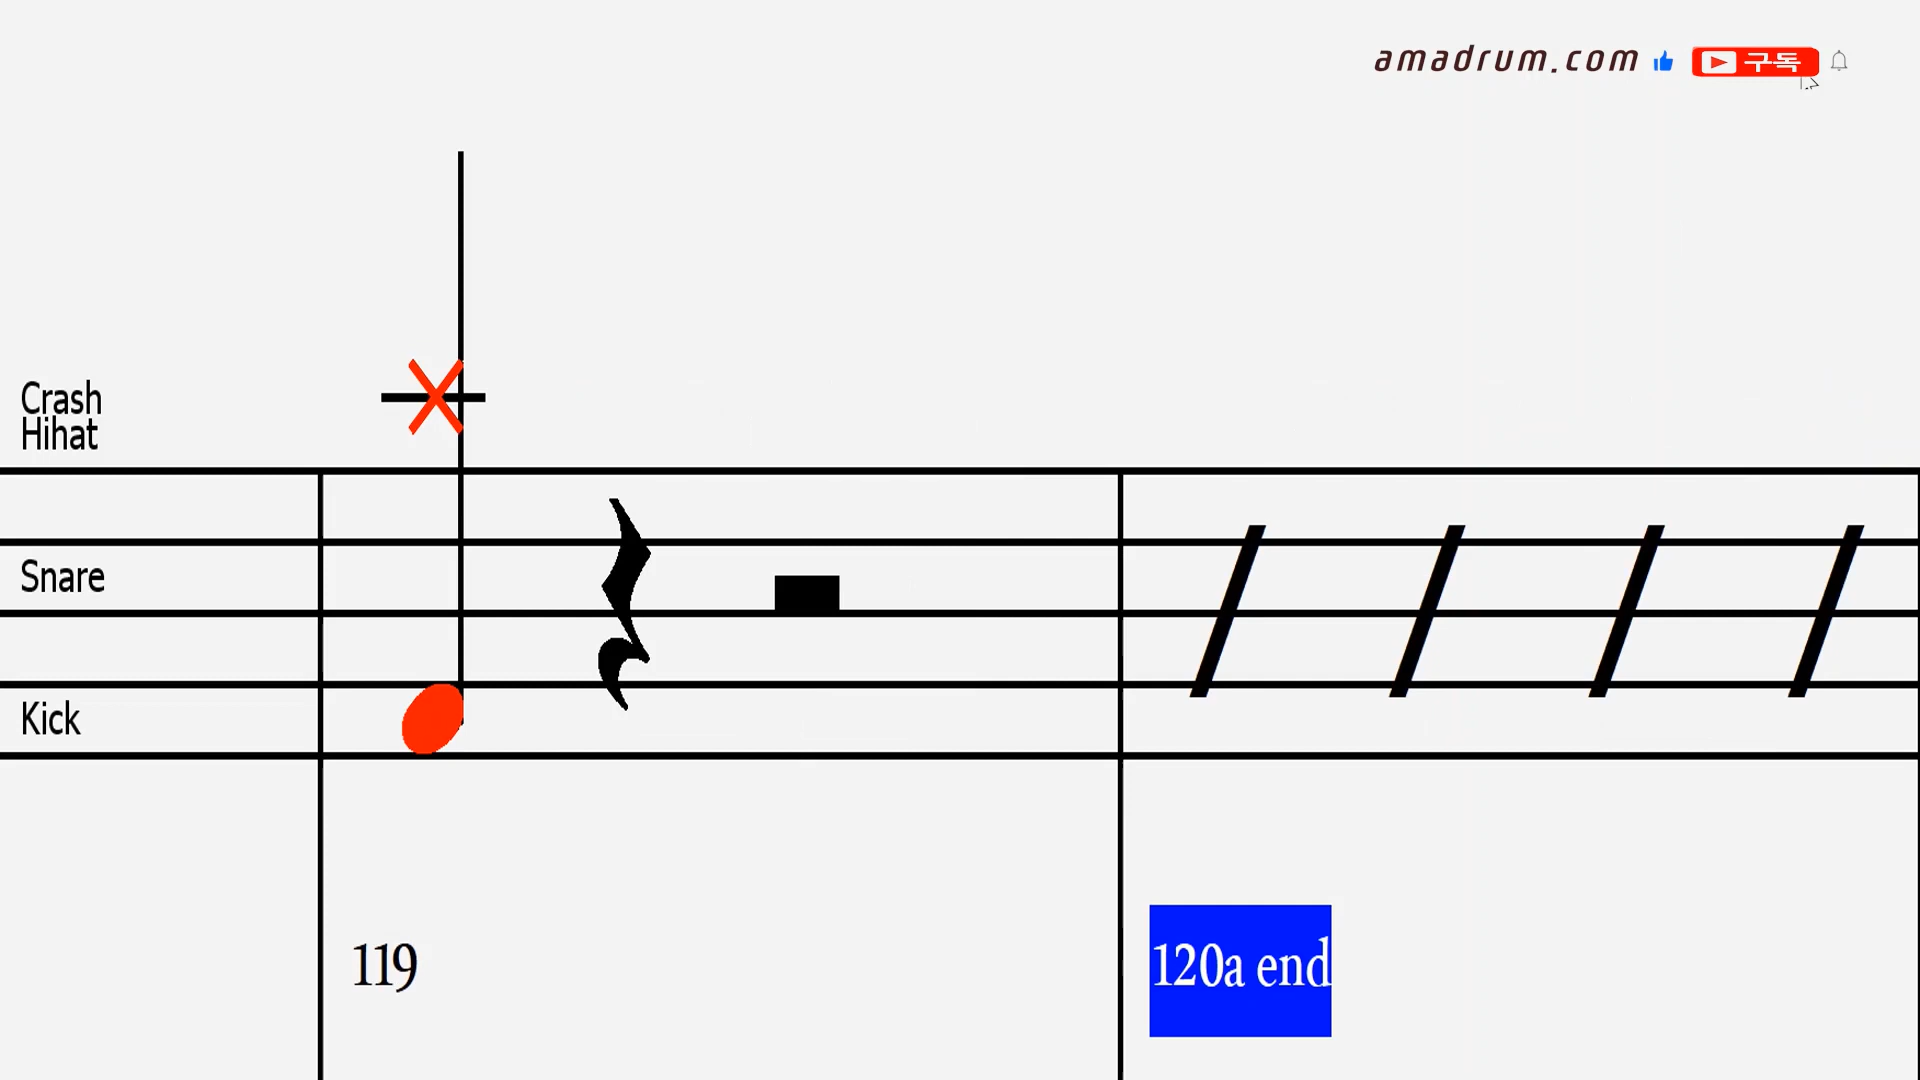 amadrum.com 구독
Crash
Hihat
Snare
Kick
119
120a end